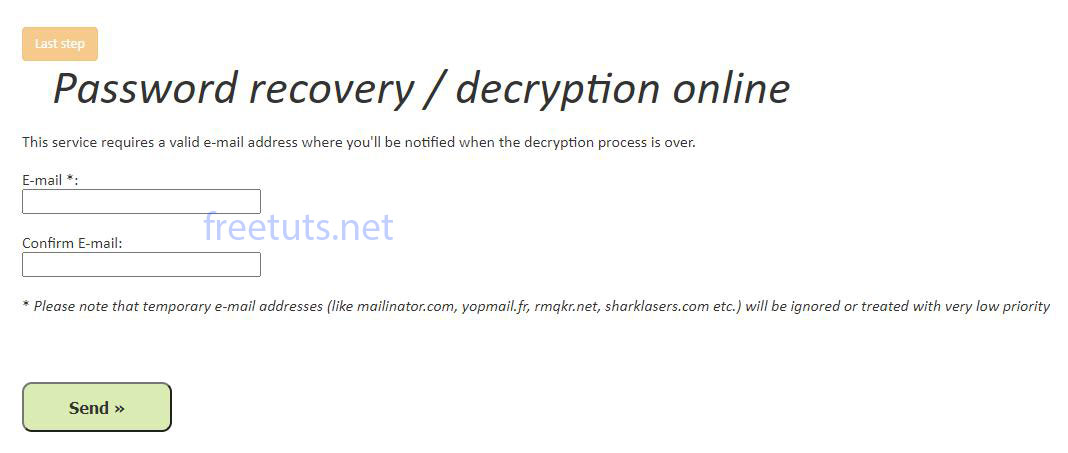 Last step
Password recovery / decryption online
This service requires a valid e-mail address where you'll be notified when the decryption process is over.
E-mail *:
freetuts.net
Confirm E-mail:
* Please note that temporary e-mail addresses (like mailinator.com, yopmail.fr, rmqkr.net, sharklasers.com etc.) will be ignored or treated with very low priority
Send »